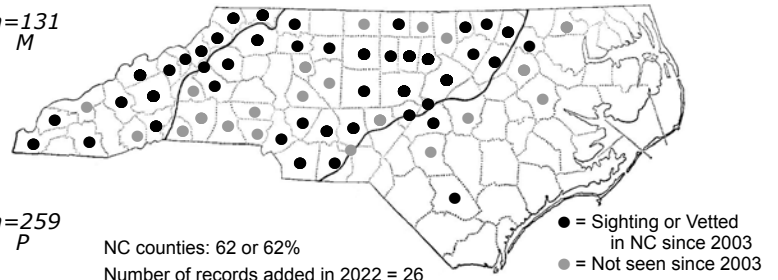 n=131
M
n=259
P
NC counties: 62 or 62%
Number of records added in 2022 = 26
● = Sighting or Vetted
in NC since 2003
● = Not seen since 2003